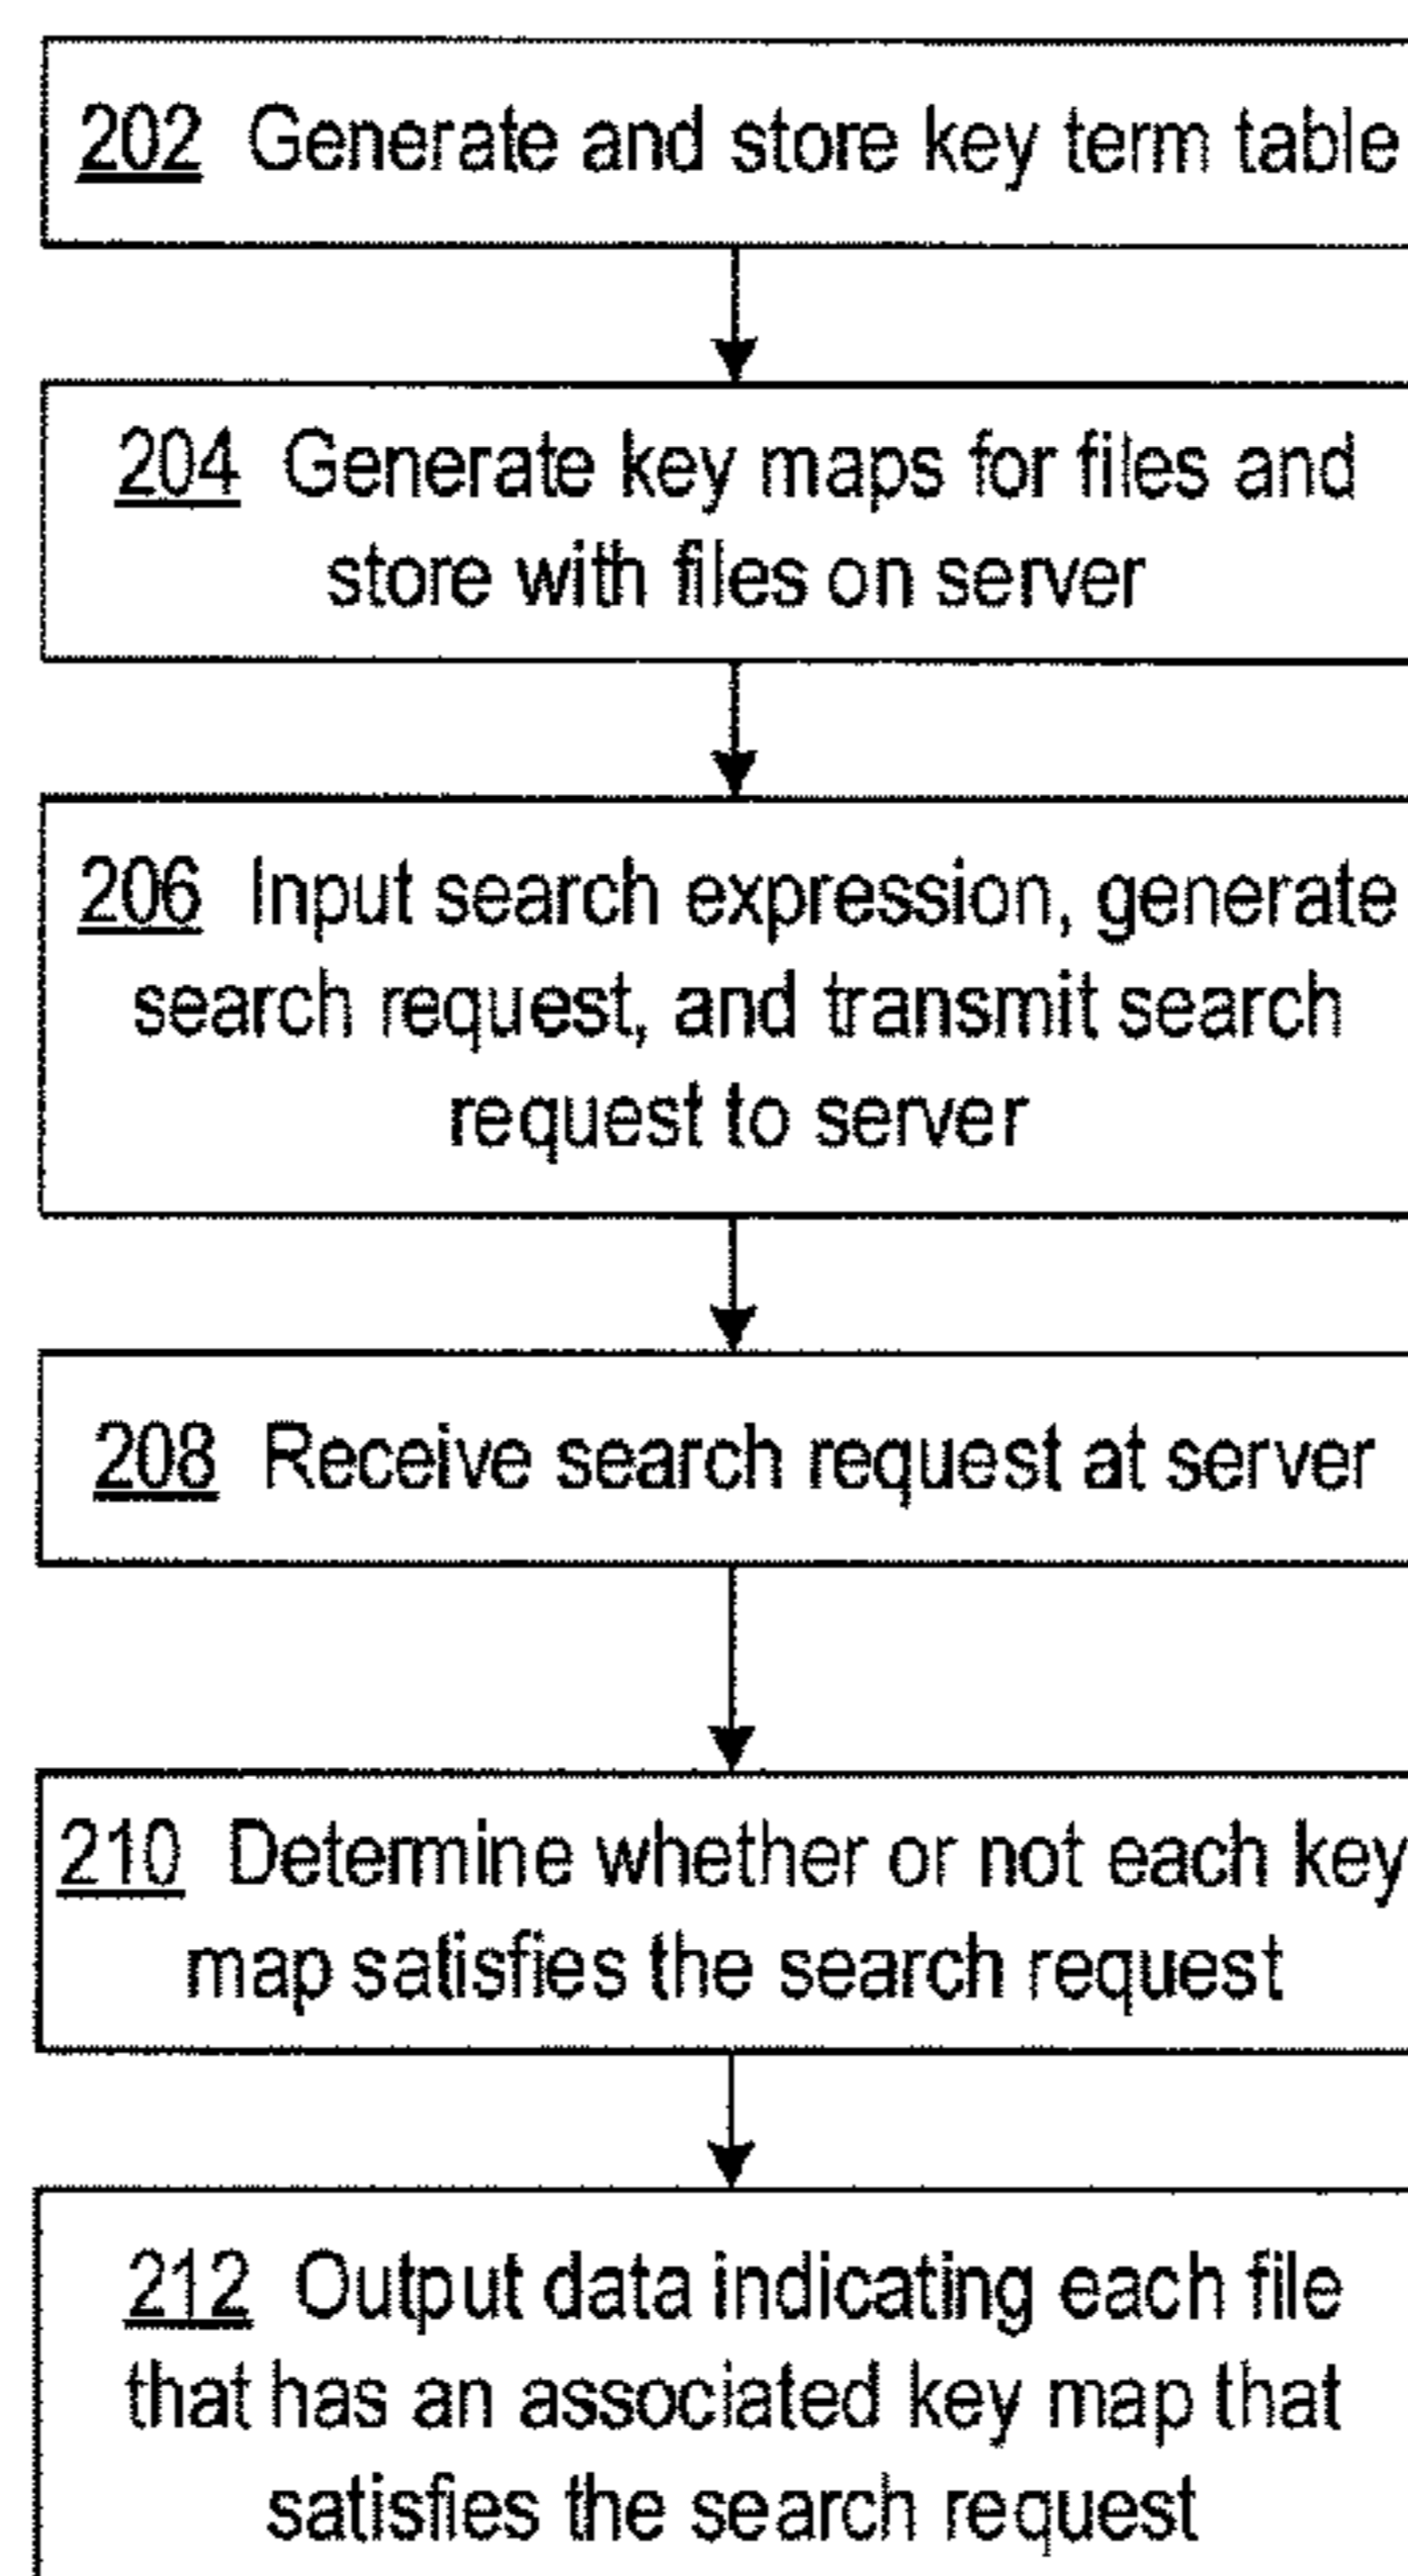 202 Generate and store key term table
204 Generate key maps for files and
store with files on server
206 Input search expression, generate
search request, and transmit search
request to server
208 Receive search request at server
210 Determine whether or not each key
map satisfies the search request
212 Output data indicating each file
that has an associated key map that
satisfies the search request